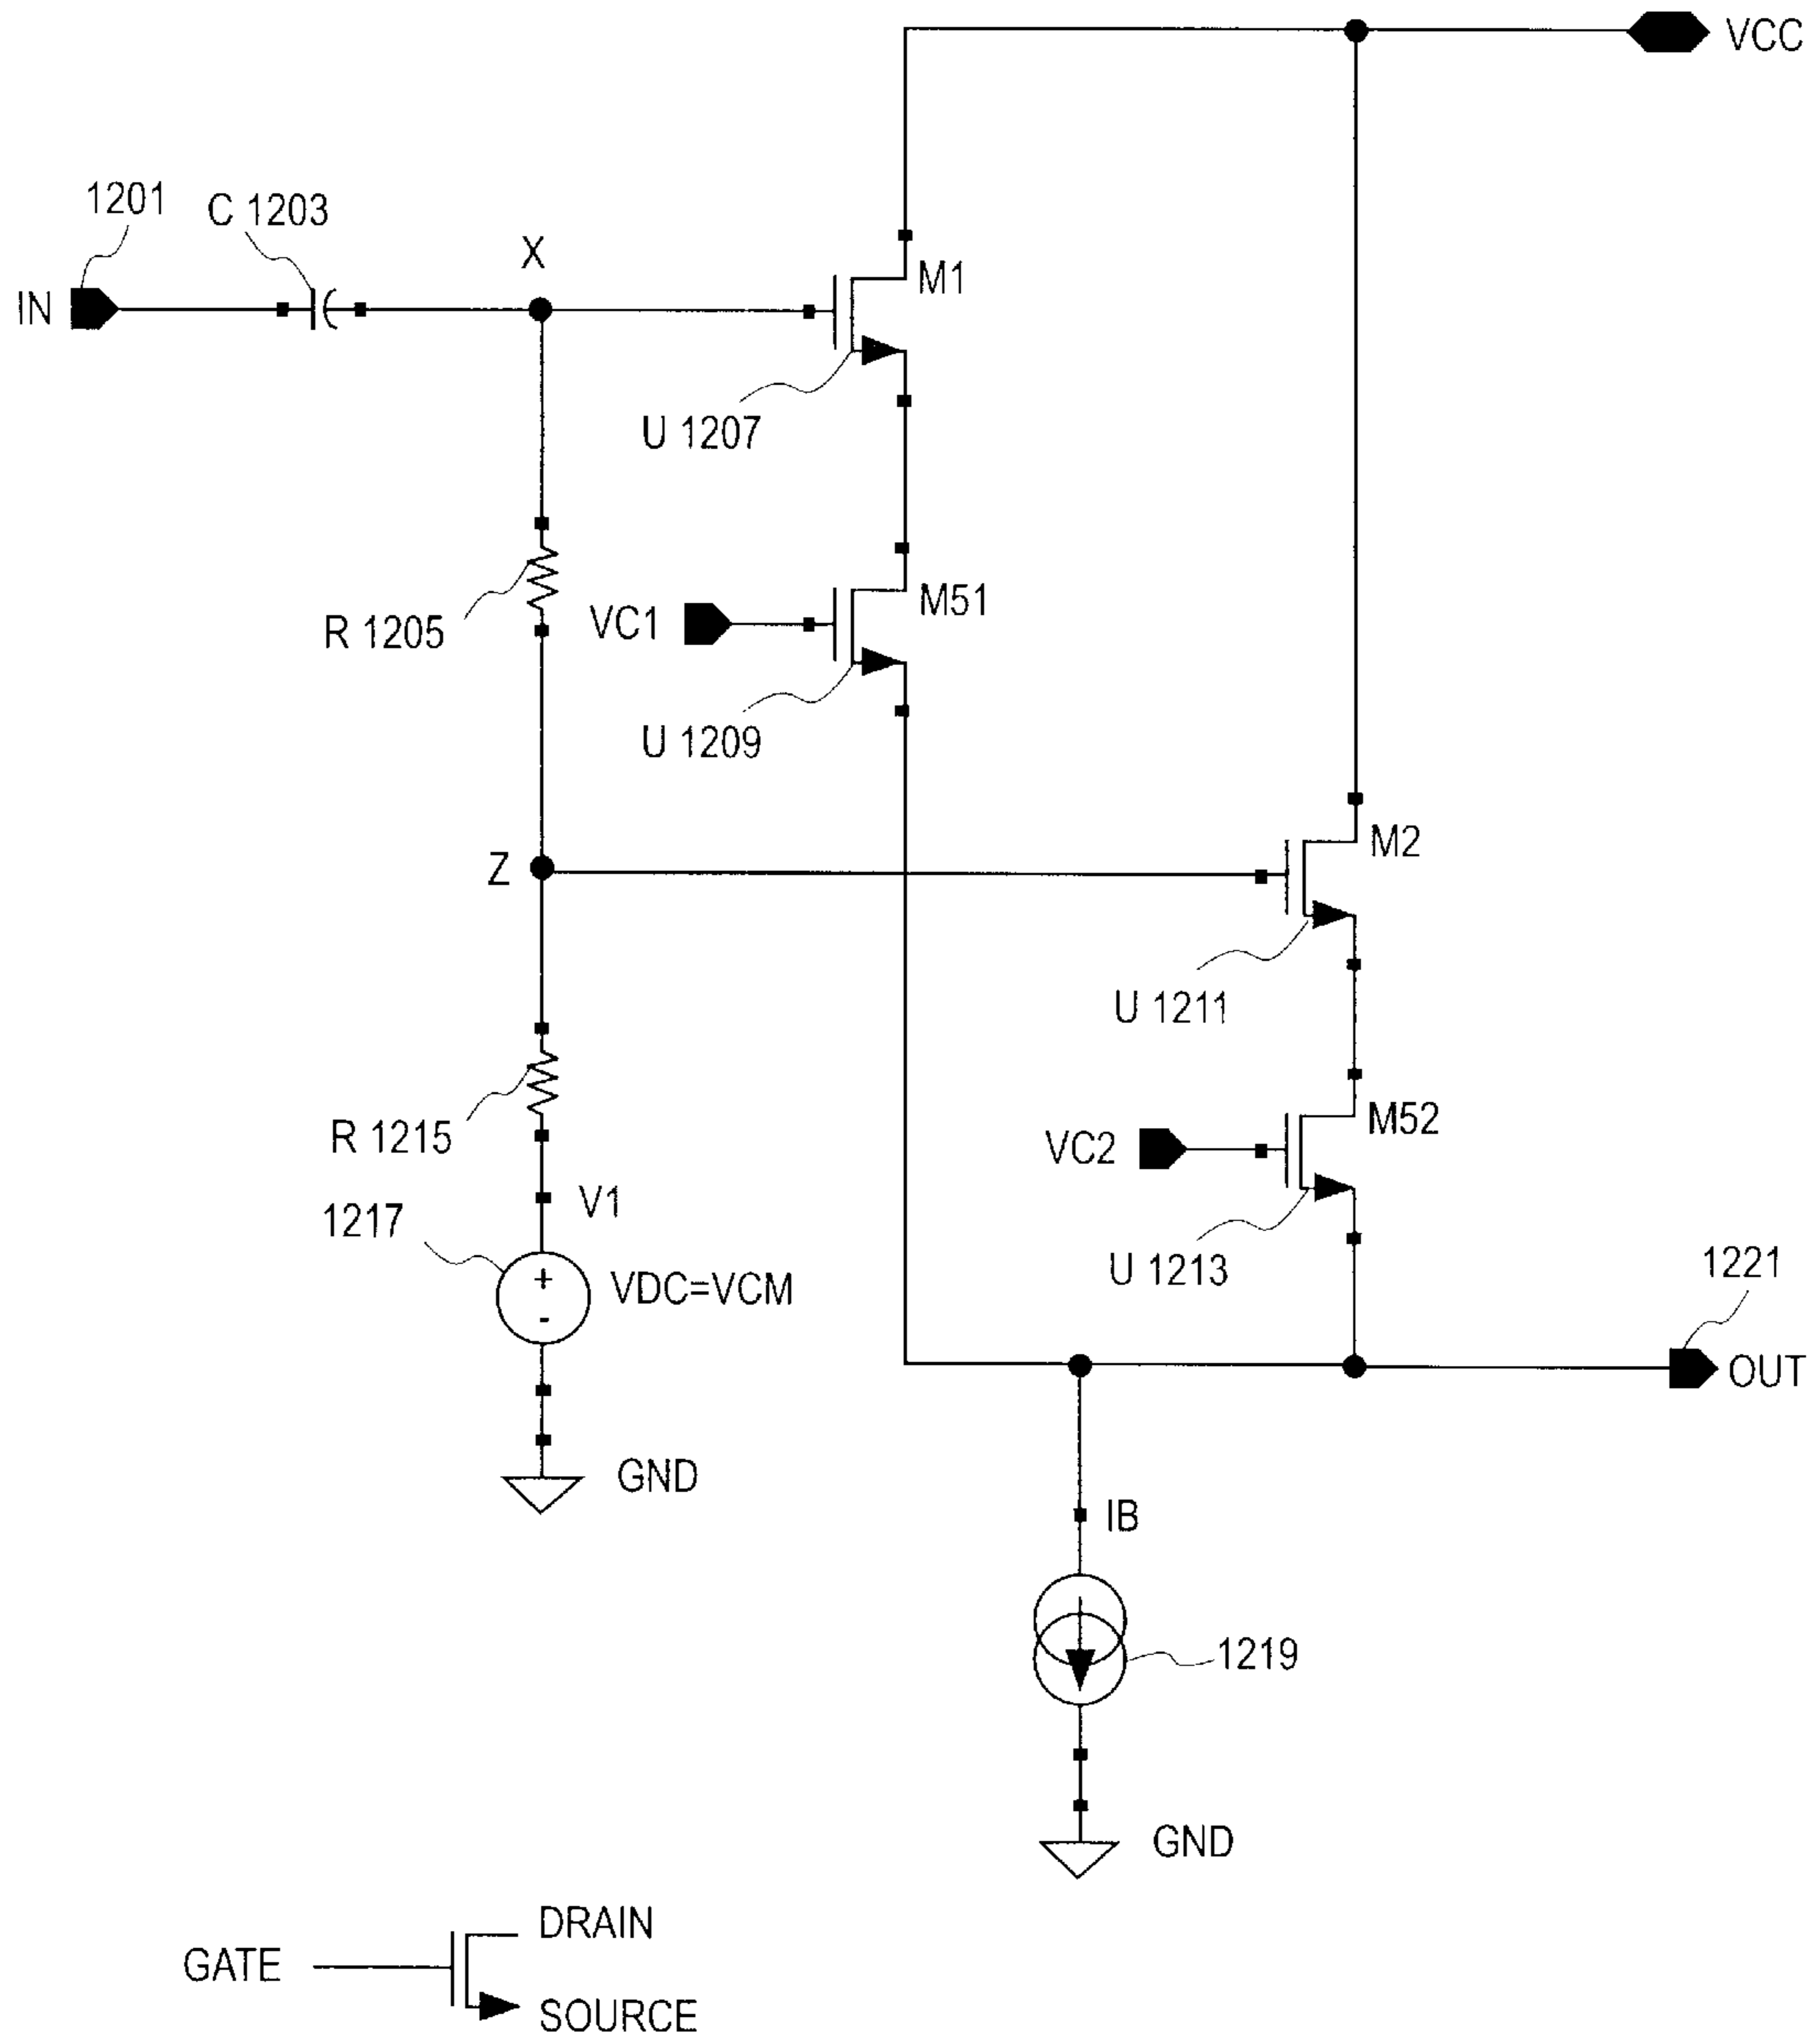 VCC
1201
C 1203
X
IN
M1
U 1207
R 1205
VC1
M51
U 1209
Z
M2
U 1211
R 1215
VC2
M52
V1
1217
U 1213
VDC=VCM
+
-
1221
OUT
GND
IB
1219
GND
DRAIN
GATE
SOURCE